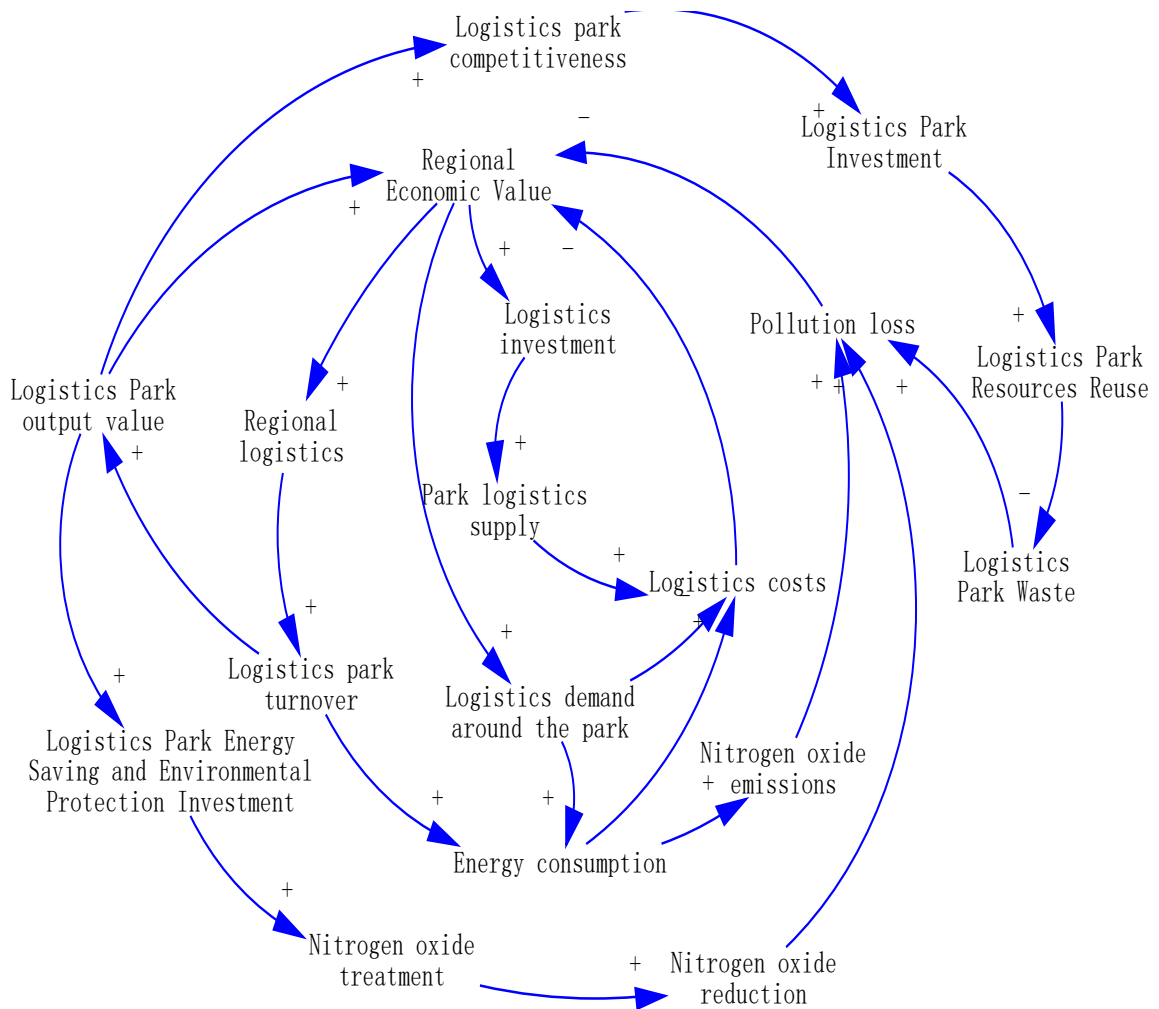 Logistics park
competitiveness
+
+
Logistics Park
Investment
−
Regional
Economic Value
+
+
−
Logistics
investment
+
Pollution loss
Logistics Park
Resources Reuse
+
+
+
+
Logistics Park
output value
Regional
logistics
+
+
Park logistics
supply
−
+
Logistics costs
−
+
Logistics
Park Waste
+
+
Logistics park
turnover
Logistics demand
around the park
+
Logistics Park Energy
Saving and Environmental
Protection Investment
Nitrogen oxide
+ emissions
+
+
Energy consumption
+
Nitrogen oxide
treatment
+
Nitrogen oxide
reduction